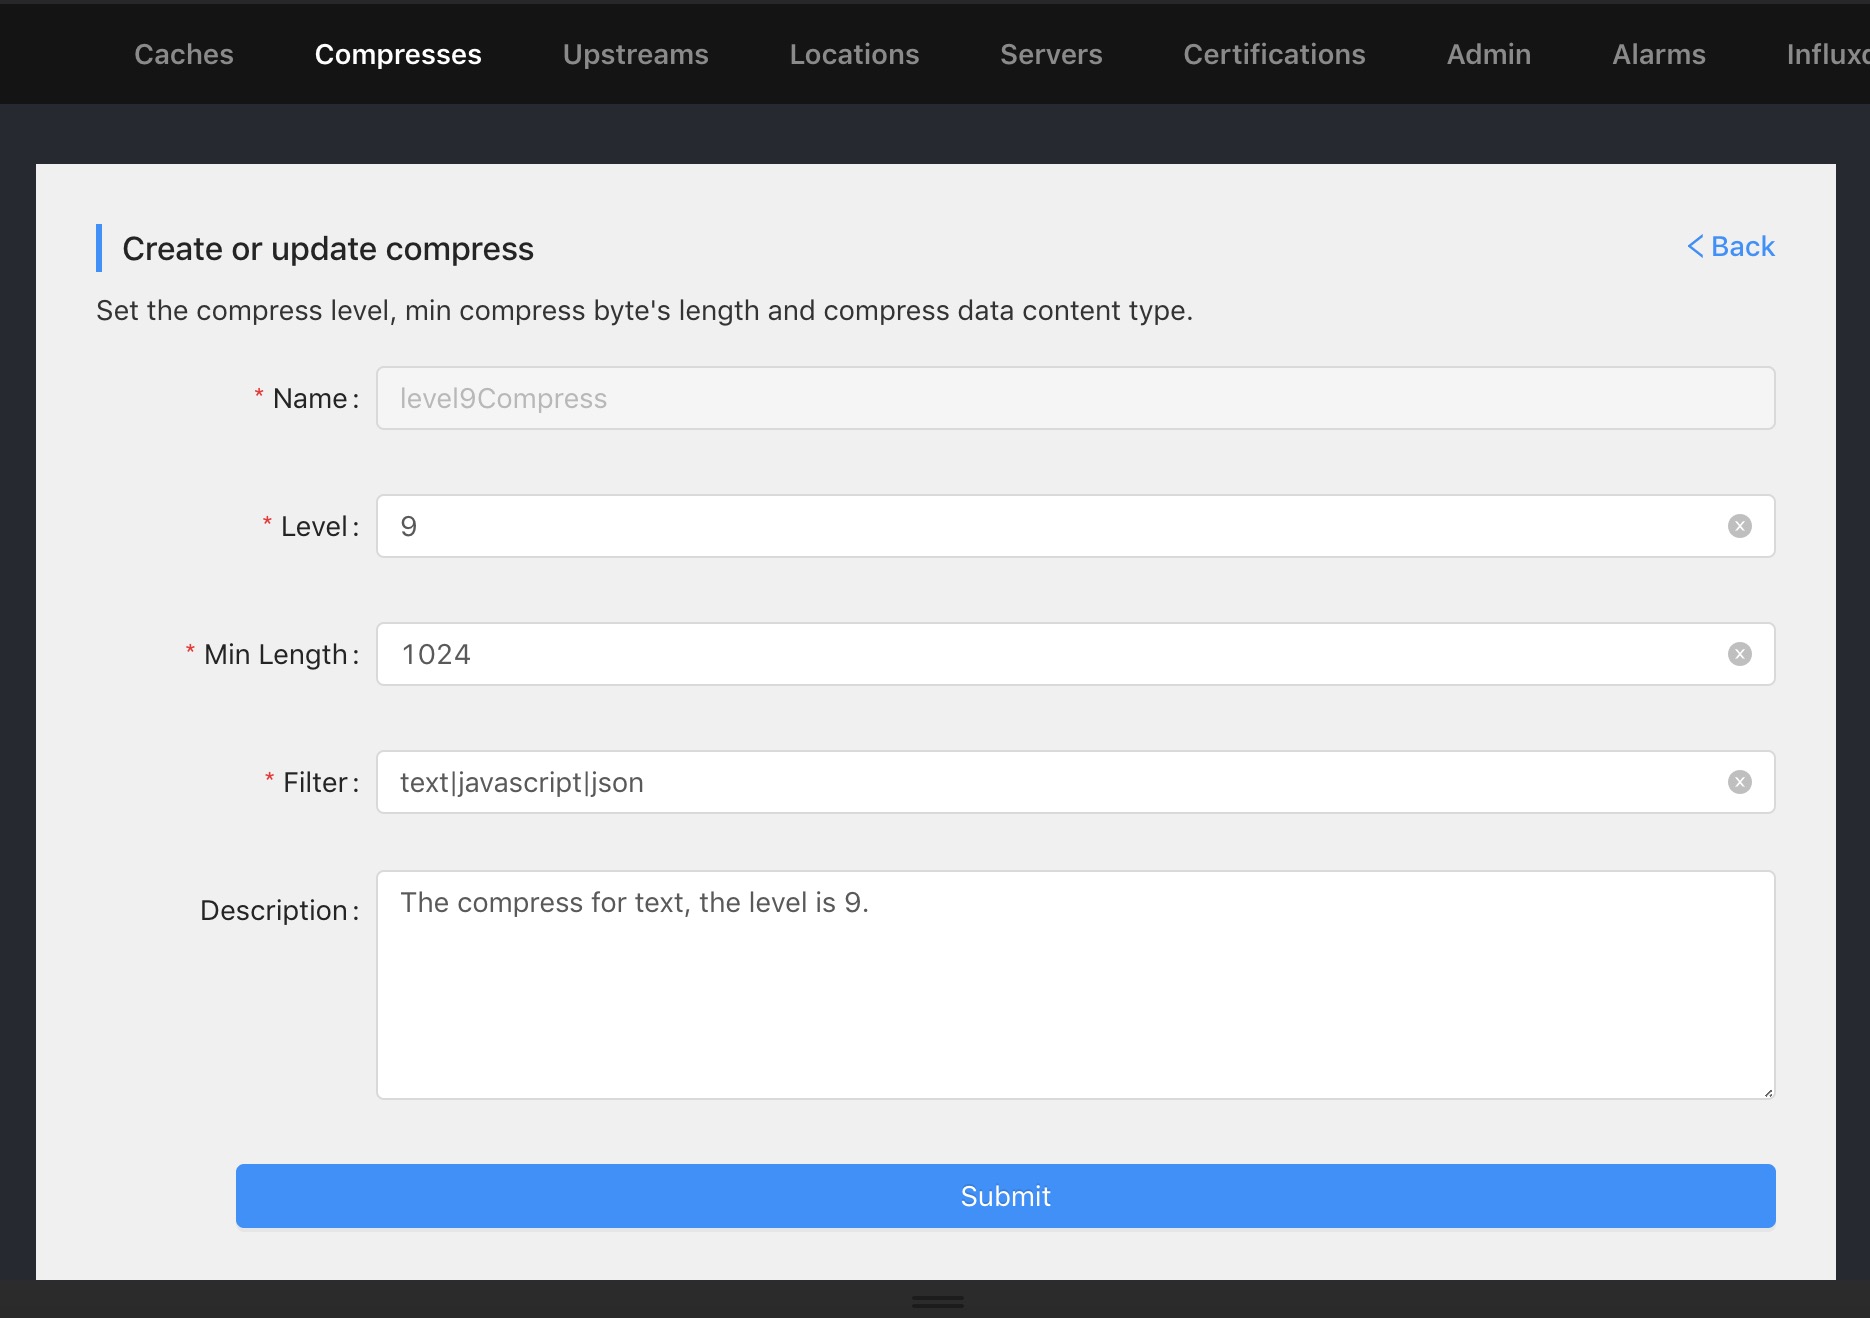 Caches Compresses Upstreams Locations Servers Certifications Admin Alarms
Create or update compress
Back
Set the compress level, min compress byte's length and compress data content type.
* Name: level9Compress
* Level: 9
* Min Length: 1024
* Filter: text|javascript|json
Description: The compress for text, the level is 9.
Submit